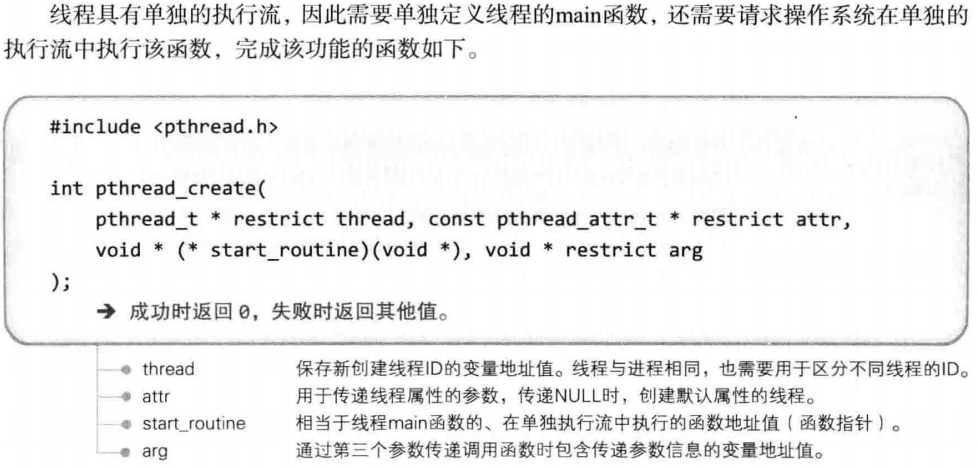 线程具有单独的执行流，因此需要单独定义线程的main函数，还需要请求操作系统在单独的
执行流中执行该函数，完成该功能的函数如下。
#include <pthread.h>
int pthread_create(
pthread_t * restrict thread, const pthread_attr_t * restrict attr,
void * (* start_routine)(void *), void * restrict arg
);
➔ 成功时返回 0，失败时返回其他值。
thread 保存新创建线程ID的变量地址值。线程与进程相同，也需要用于区分不同线程的ID。
attr 用于传递线程属性的参数，传递NULL时，创建默认属性的线程。
start_routine 相当于线程main函数的、在单独执行流中执行的函数地址值（函数指针）。
arg 通过第三个参数传递调用函数时包含传递参数信息的变量地址值。